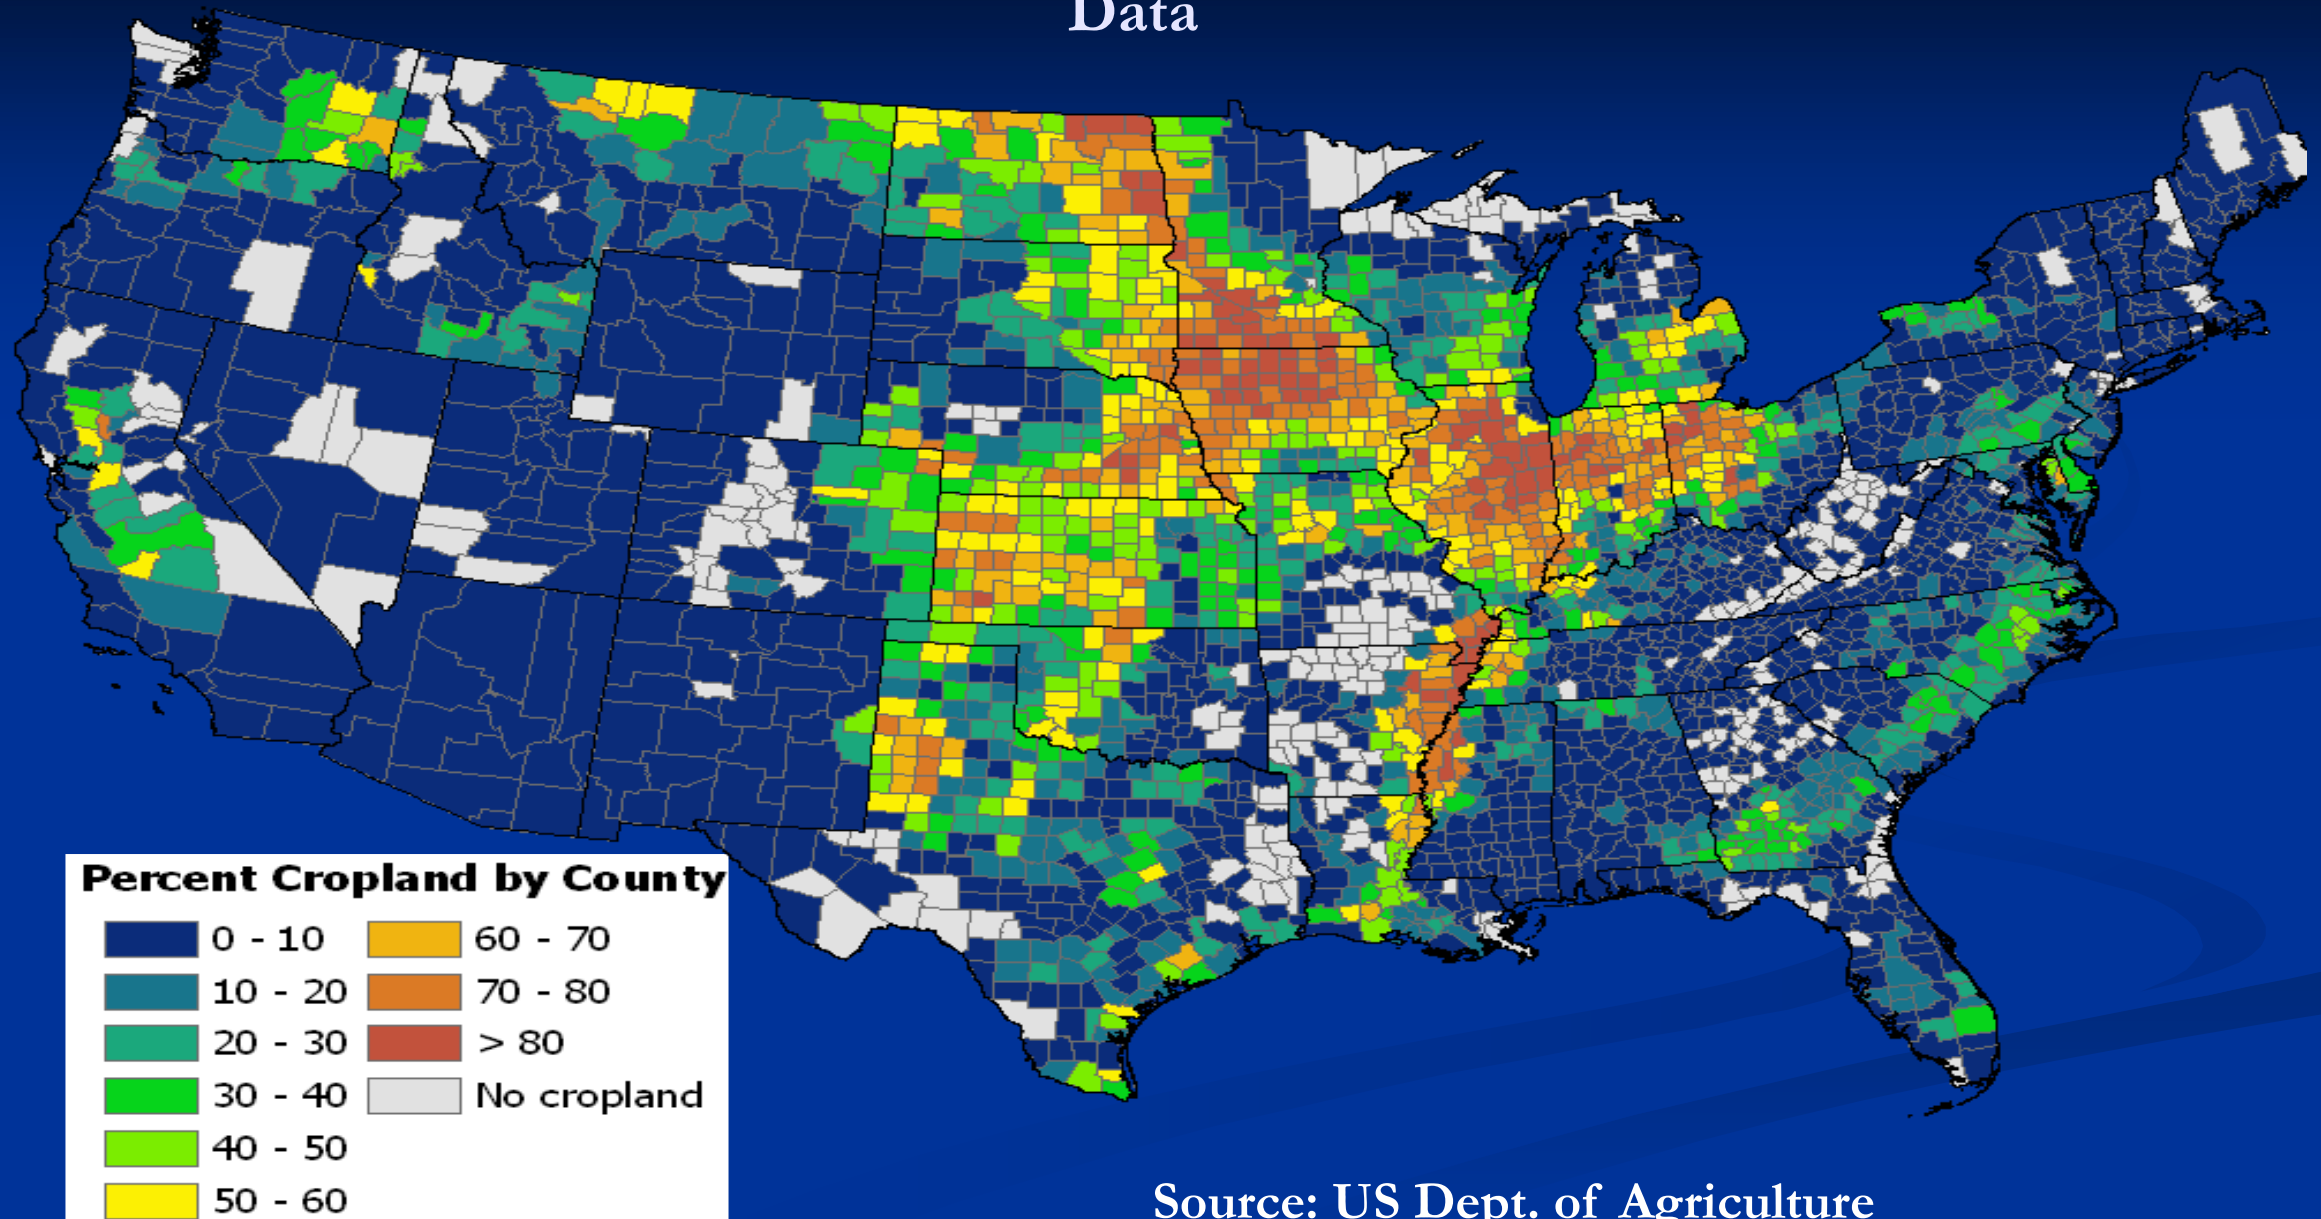 Data
Percent Cropland by County
0 - 10
10 - 20
20 - 30
30 - 40
40 - 50
50 - 60
60 - 70
70 - 80
> 80
No cropland
Source: US Dept. of Agriculture